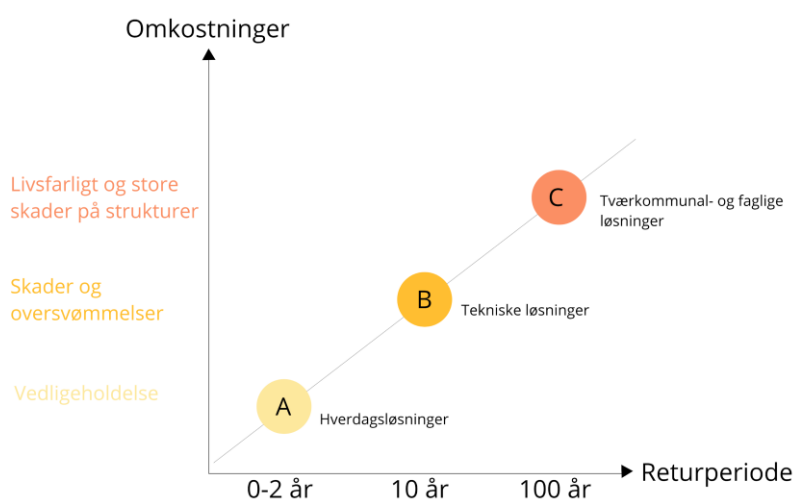 Omkostninger
Livsfarligt og store
skader på strukturer
C
Tværkommunal- og faglige
løsninger
Skader og
oversvømmelser
B
Tekniske løsninger
Vedligeholdelse
A
Hverdagsløsninger
0-2 år
10 år
100 år
Returperiode